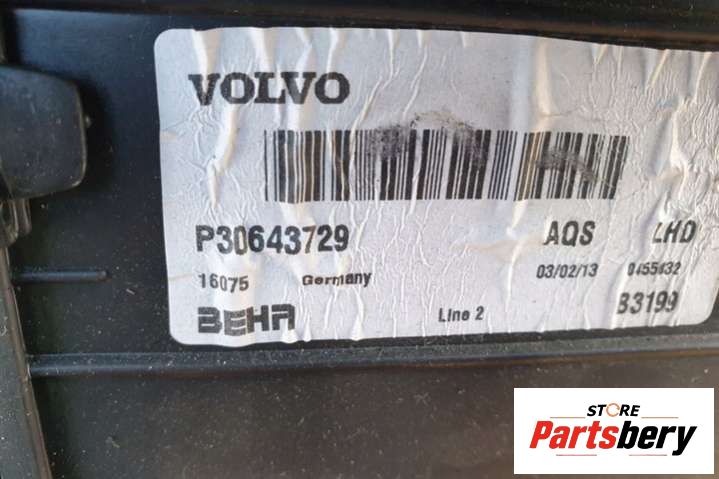 VOLVO
P30643729 AQS LHD
16075 Germany 03/02/13 0455432
BEHR Line 2 B3199
STORE
Partsbery